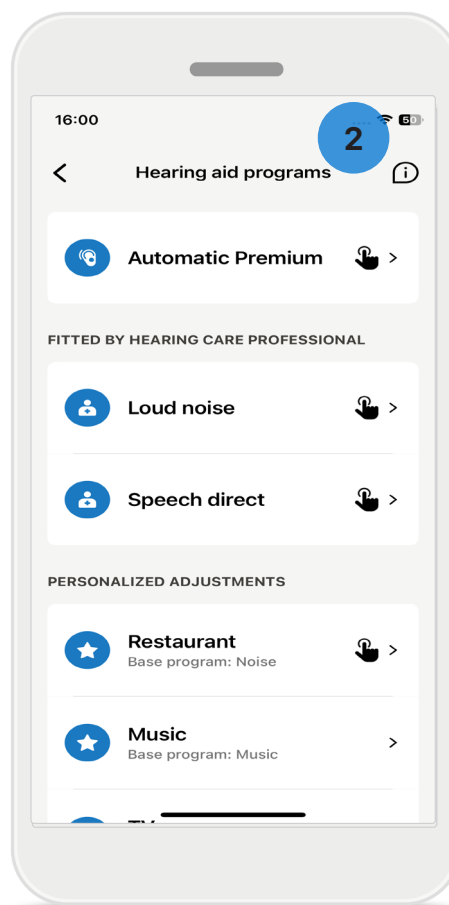 16:00
50
2
Hearing aid programs
Automatic Premium
FITTED BY HEARING CARE PROFESSIONAL
Loud noise
Speech direct
PERSONALIZED ADJUSTMENTS
Restaurant
Base program: Noise
Music
Base program: Music